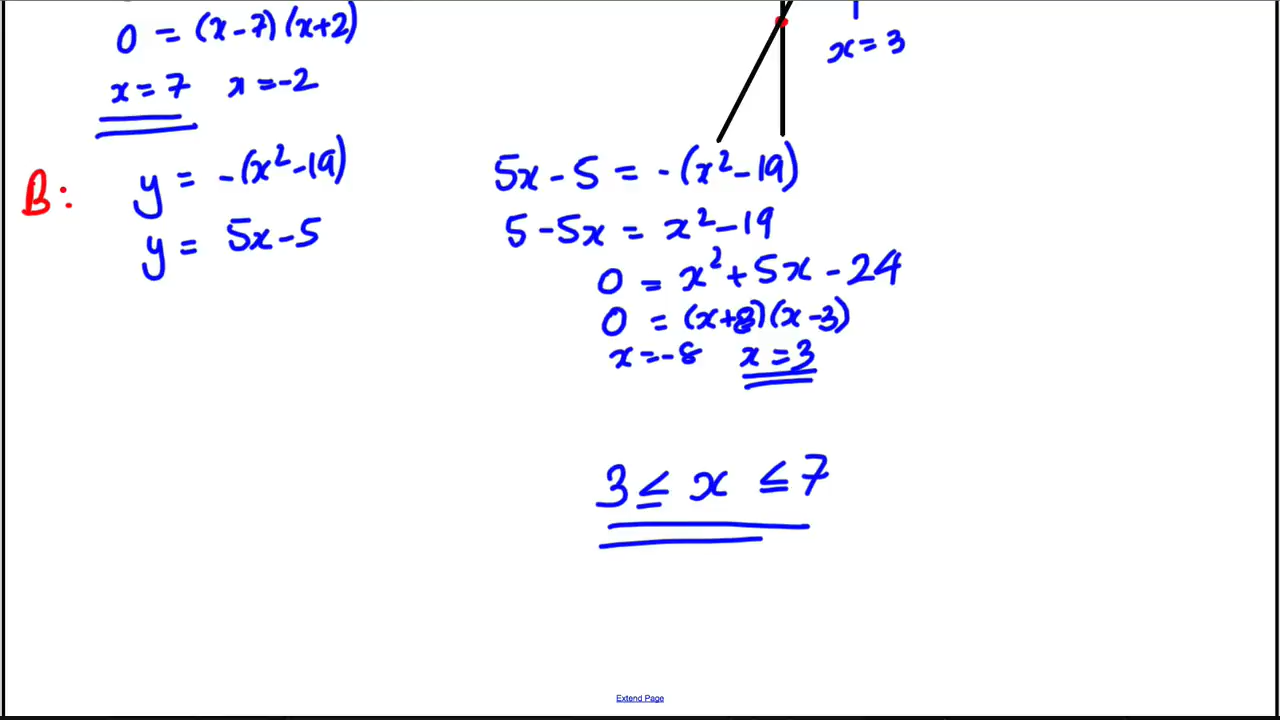 0 = (x-7)(x+2)
x = 7 x = -2
x = 3
B: y = -(x²-19)
y = 5x-5
5x - 5 = -(x²-19)
5 - 5x = x² - 19
0 = x² + 5x - 24
0 = (x+8)(x-3)
x = -8 x = 3
3 ≤ x ≤ 7
Extend Page